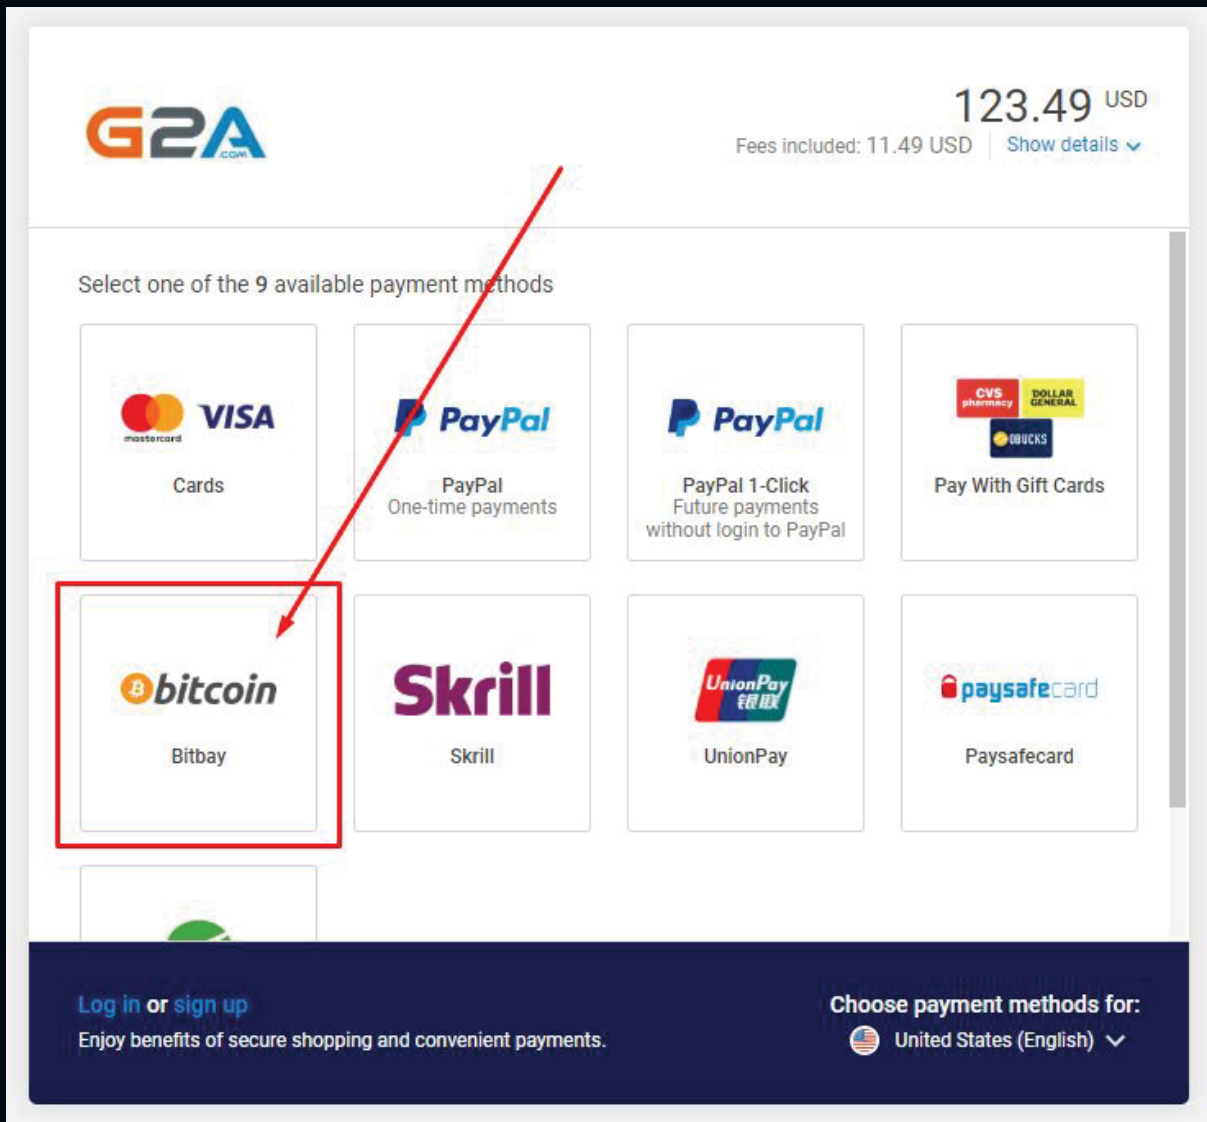 G2A
.COM
123.49 USD
Fees included: 11.49 USD
Show details
Select one of the 9 available payment methods
mastercard
VISA
Cards
PayPal
PayPal
One-time payments
PayPal
PayPal 1-Click
Future payments
without login to PayPal
CVS
pharmacy
DOLLAR
GENERAL
OBUCKS
Pay With Gift Cards
bitcoin
Bitbay
Skrill
Skrill
UnionPay
银联
UnionPay
paysafecard
Paysafecard
Log in or sign up
Enjoy benefits of secure shopping and convenient payments.
Choose payment methods for:
United States (English)